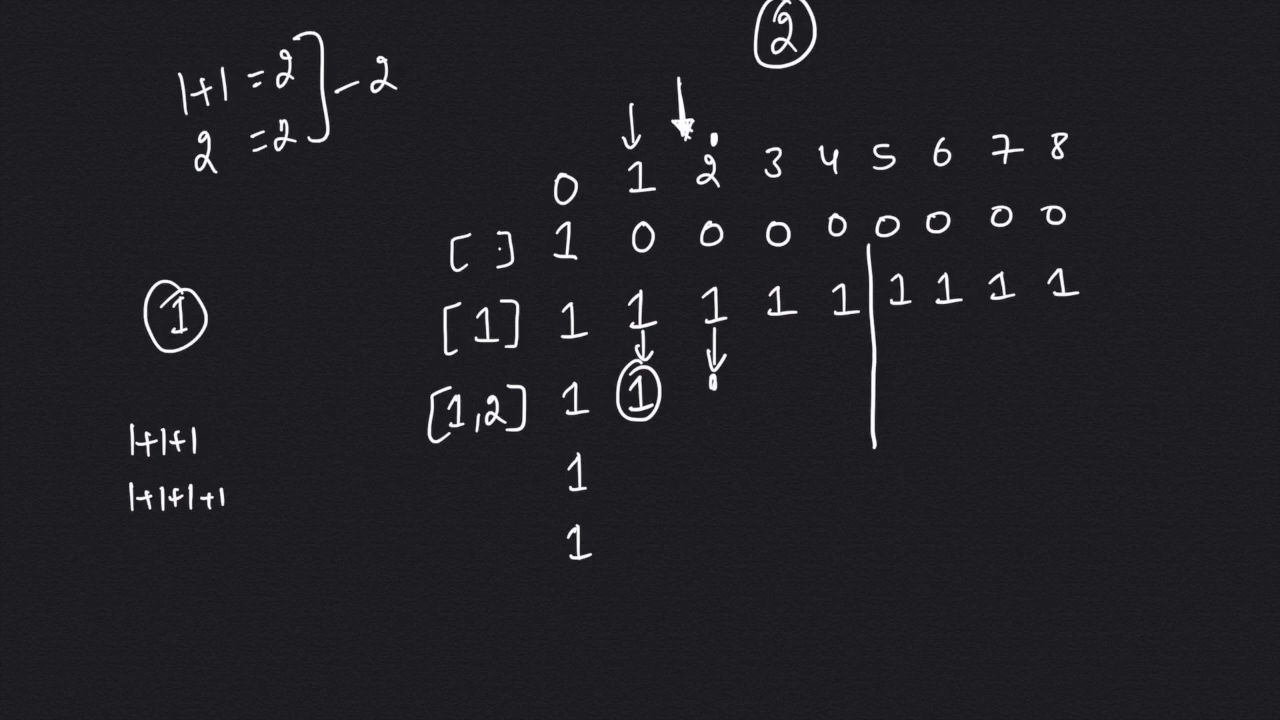 2
1+1 = 2
2 = 2
- 2
0 1 2 3 4 5 6 7 8
[ ] 1 0 0 0 0 0 0 0 0
[1] 1 1 1 1 1 1 1 1 1
[1,2] 1 1
1
1
1
1+1+1
1+1+1+1